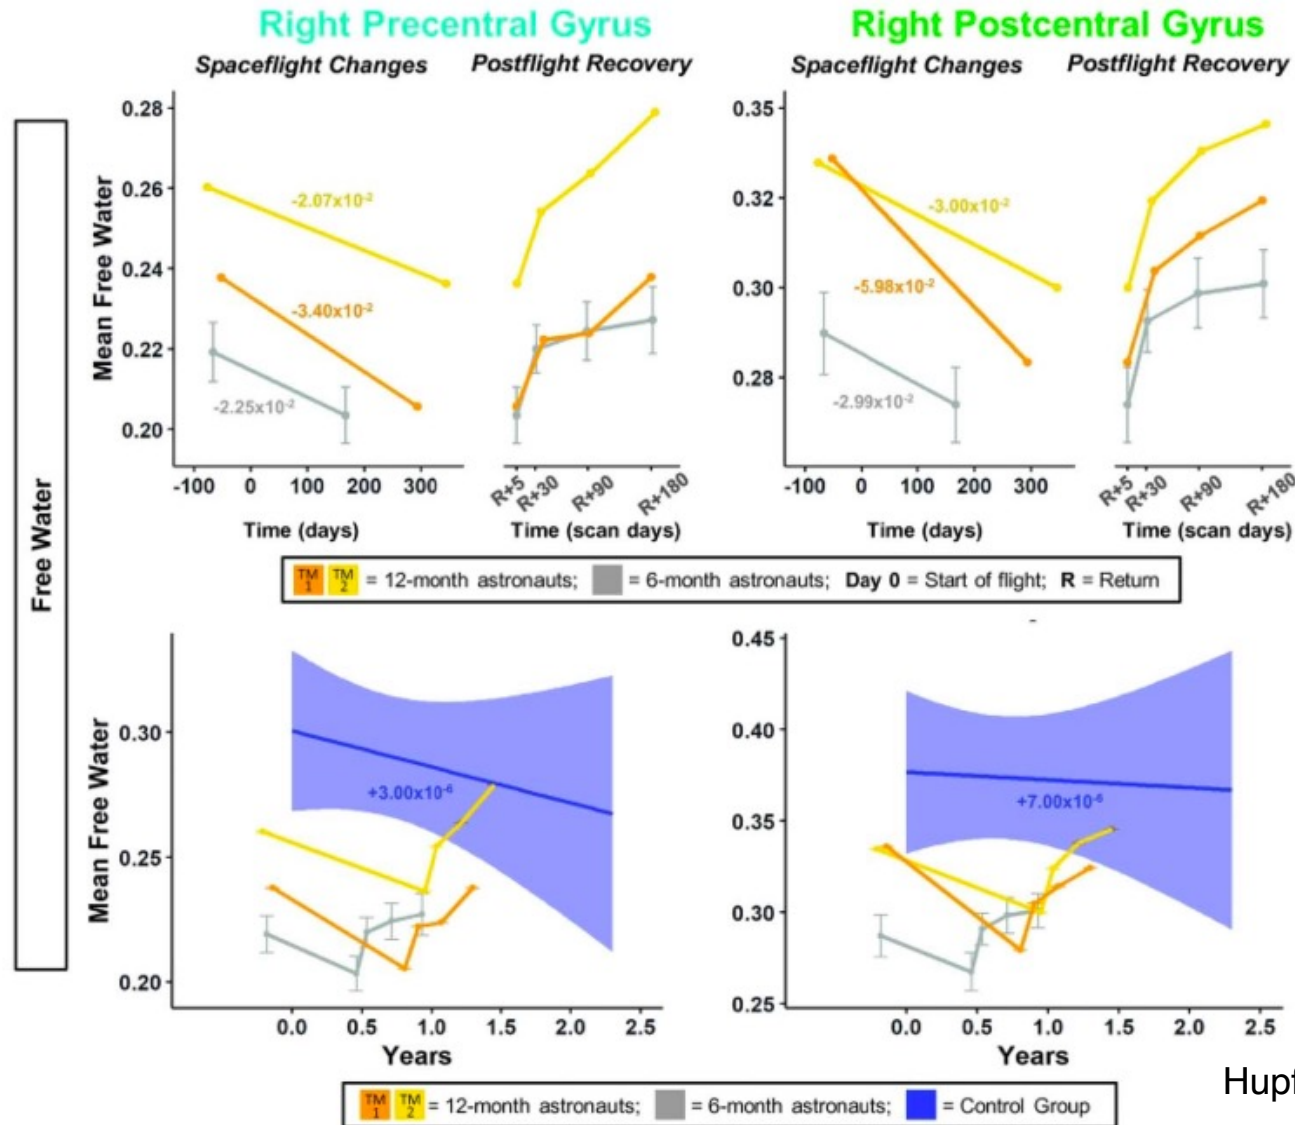 Right Precentral Gyrus
Right Postcentral Gyrus
Spaceflight Changes
Postflight Recovery
Spaceflight Changes
Postflight Recovery
Free Water
Mean Free Water
0.28
0.26
0.24
0.22
0.20
-2.07x10⁻²
-3.40x10⁻²
-2.25x10⁻²
-100 0 100 200 300
Time (days)
R+5 R+30 R+90 R+180
Time (scan days)
0.35
0.32
0.30
0.28
-3.00x10⁻²
-5.98x10⁻²
-2.99x10⁻²
-100 0 100 200 300
Time (days)
R+5 R+30 R+90 R+180
Time (scan days)
TM 1 TM 2 = 12-month astronauts; = 6-month astronauts; Day 0 = Start of flight; R = Return
Mean Free Water
0.30
0.25
0.20
+3.00x10⁻⁶
0.0 0.5 1.0 1.5 2.0 2.5
Years
0.45
0.40
0.35
0.30
0.25
+7.00x10⁻⁶
0.0 0.5 1.0 1.5 2.0 2.5
Years
TM 1 TM 2 = 12-month astronauts; = 6-month astronauts; = Control Group